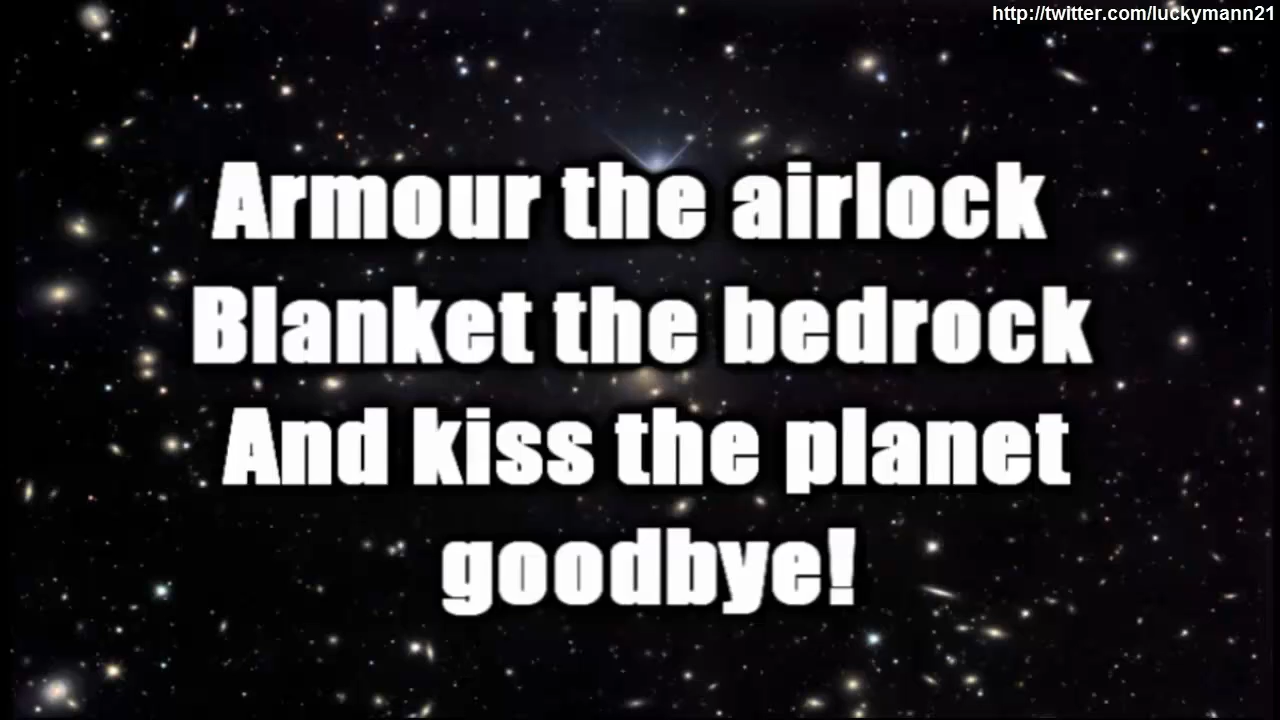 http://twitter.com/luckymann21
Armour the airlock
Blanket the bedrock
And kiss the planet
goodbye!